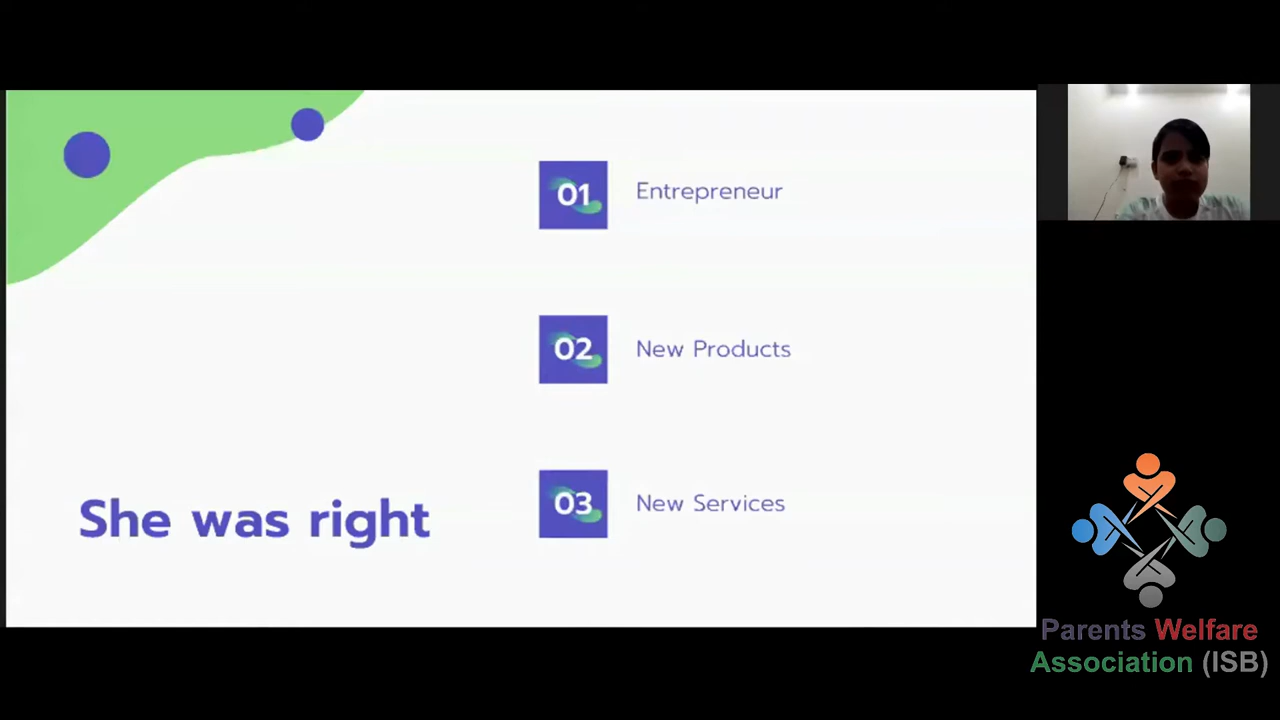 01
Entrepreneur
02
New Products
03
New Services
She was right
Parents Welfare
Association (ISB)